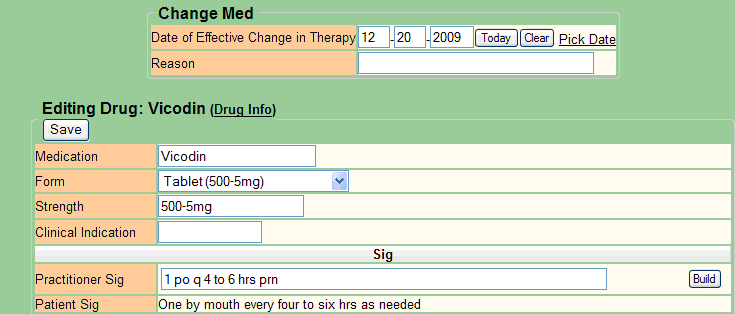 Change Med
Date of Effective Change in Therapy 12 - 20 - 2009 Today Clear Pick Date
Reason
Editing Drug: Vicodin (Drug Info)
Save
Medication Vicodin
Form Tablet (500-5mg)
Strength 500-5mg
Clinical Indication
Sig
Practitioner Sig 1 po q 4 to 6 hrs prn Build
Patient Sig One by mouth every four to six hrs as needed